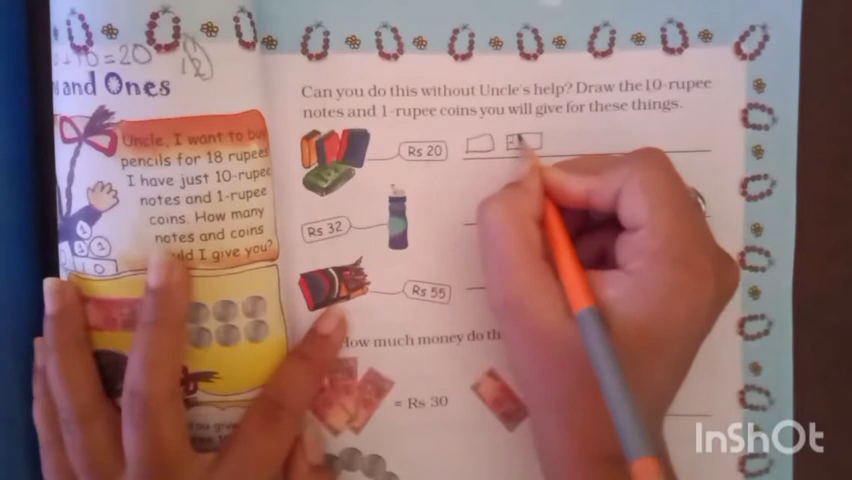 10=20
and Ones
Uncle, I want to buy
pencils for 18 rupees
I have just 10-rupee
notes and 1-rupee
coins. How many
notes and coins
I give you?
1
1
1
Can you do this without Uncle's help? Draw the 10-rupee
notes and 1-rupee coins you will give for these things.
Rs 20
Rs 32
Rs 55
How much money do th
= Rs 30
InShOt